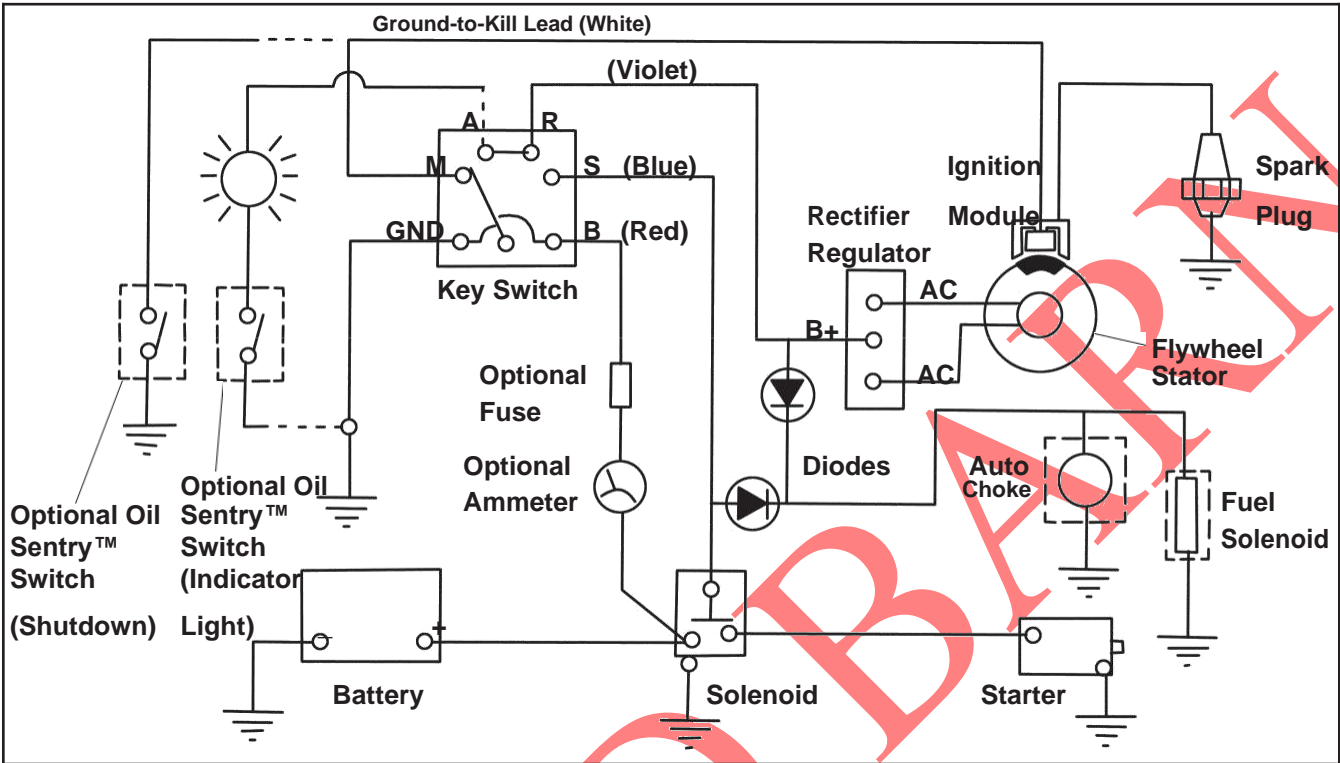 Ground-to-Kill Lead (White)
(Violet)
A
R
M
S (Blue)
GND
B (Red)
Key Switch
Ignition
Module
Spark
Plug
Rectifier
Regulator
AC
B+
AC
Flywheel
Stator
Optional
Fuse
Optional
Ammeter
Diodes
Auto
Choke
Fuel
Solenoid
Optional Oil
Sentry™
Switch
(Shutdown)
Optional Oil
Sentry™
Switch
(Indicator
Light)
–
+
Battery
Solenoid
Starter